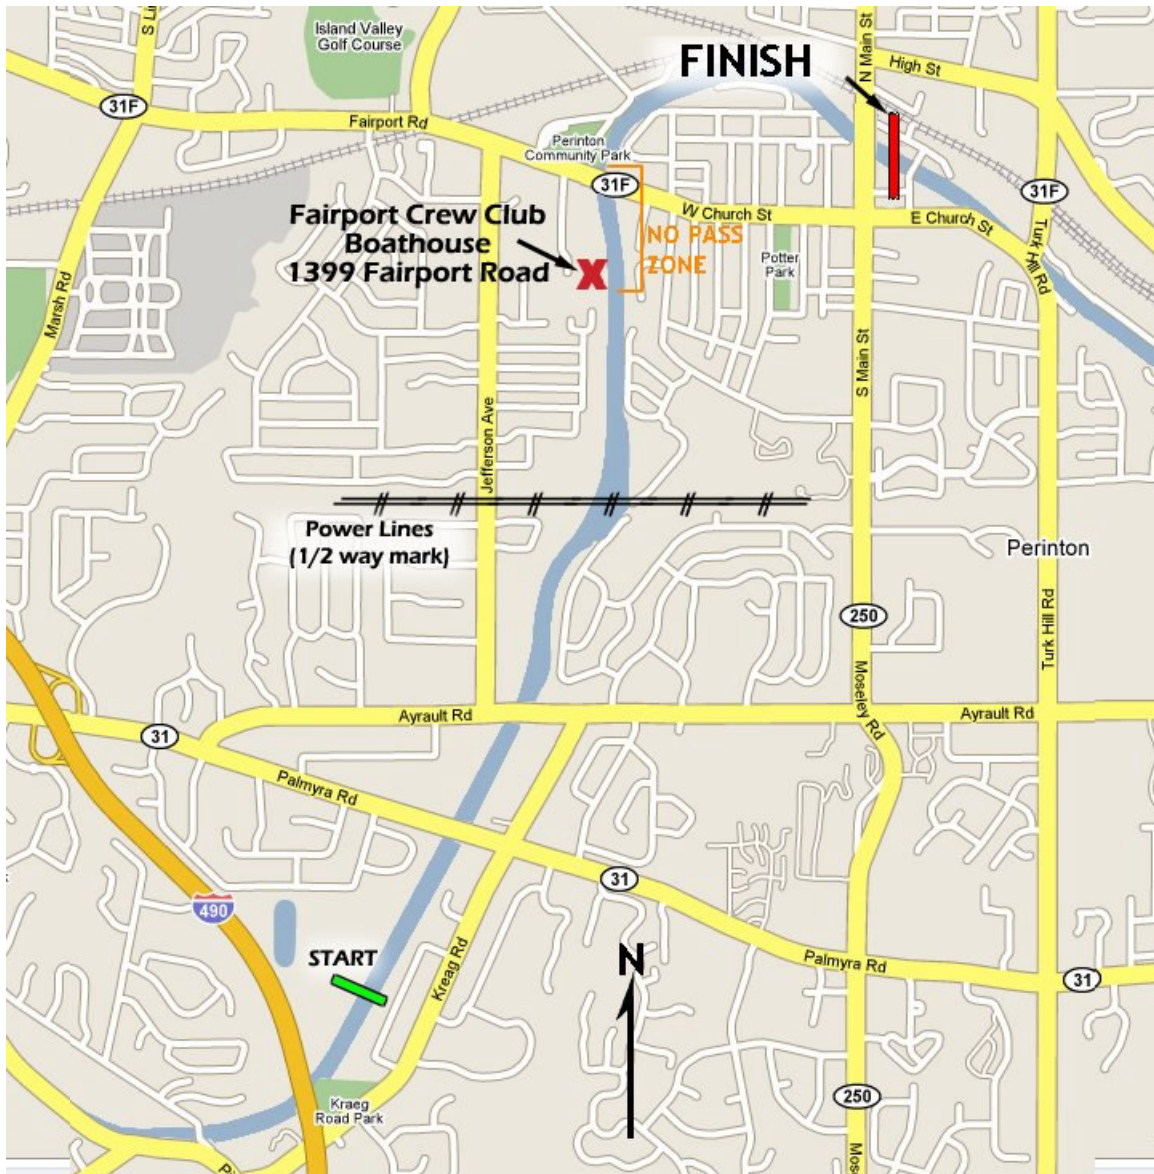 S Li
Island Valley
Golf Course
FINISH
N Main St
High St
31F
Fairport Rd
Perinton
Community Park
31F
31F
W Church St
E Church St
Turk Hill Rd
Fairport Crew Club
Boathouse
1399 Fairport Road
X
NO PASS
ZONE
Potter
Park
Marsh Rd
S Main St
Jefferson Ave
Power Lines
(1/2 way mark)
Perinton
250
Turk Hill Rd
Moseley Rd
Ayrault Rd
Ayrault Rd
31
Palmyra Rd
31
490
START
Kreag Rd
N
Palmyra Rd
31
Kraeg
Road Park
250
Mos